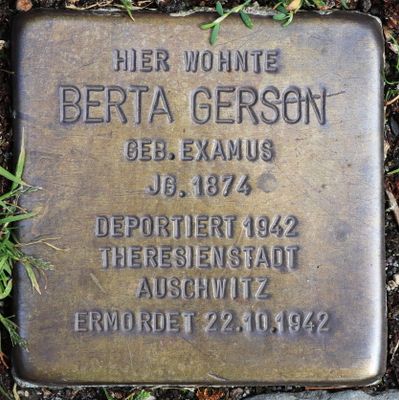 HIER WOHNTE
BERTA GERSON
GEB. EXAMUS
JG. 1874
DEPORTIERT 1942
THERESIENSTADT
AUSCHWITZ
ERMORDET 22.10.1942